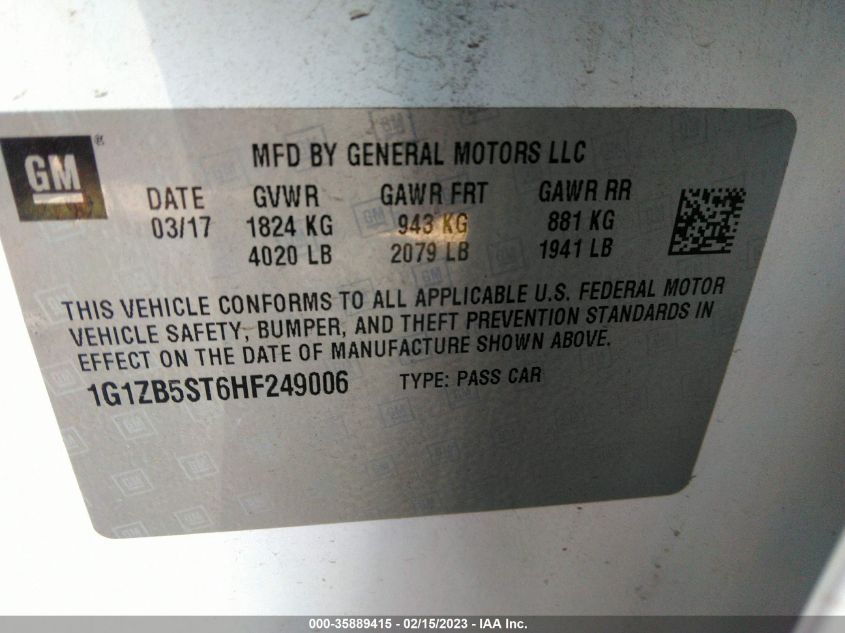 GM ®
MFD BY GENERAL MOTORS LLC
DATE GVWR GAWR FRT GAWR RR
03/17 1824 KG 943 KG 881 KG
4020 LB 2079 LB 1941 LB
THIS VEHICLE CONFORMS TO ALL APPLICABLE U.S. FEDERAL MOTOR
VEHICLE SAFETY, BUMPER, AND THEFT PREVENTION STANDARDS IN
EFFECT ON THE DATE OF MANUFACTURE SHOWN ABOVE.
1G1ZB5ST6HF249006 TYPE: PASS CAR
000-35889415 - 02/15/2023 - IAA Inc.